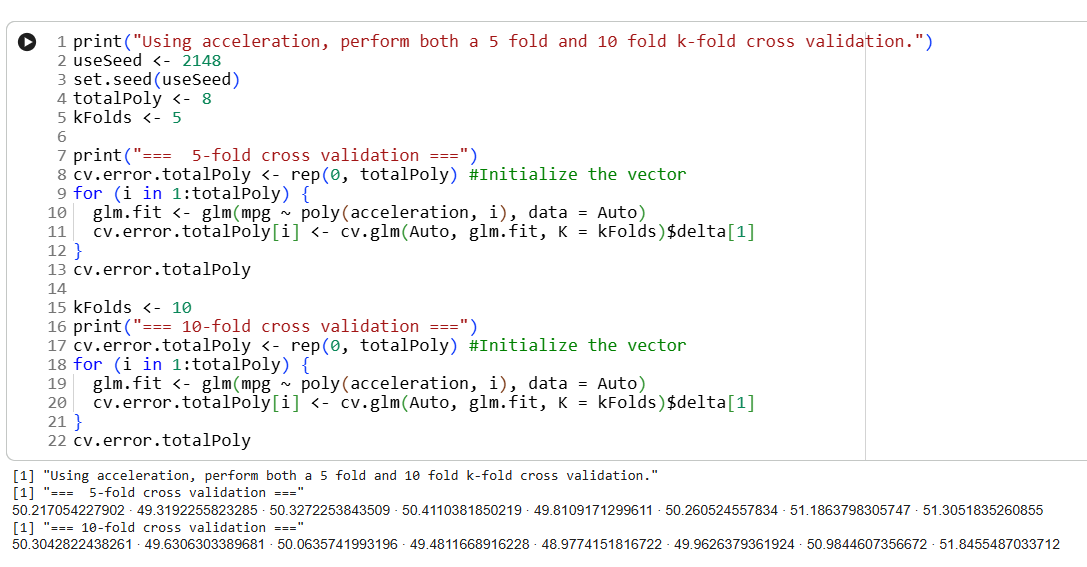 1 print("Using acceleration, perform both a 5 fold and 10 fold k-fold cross validation.")
2 useSeed <- 2148
3 set.seed(useSeed)
4 totalPoly <- 8
5 kFolds <- 5
6
7 print("===  5-fold cross validation ===")
8 cv.error.totalPoly <- rep(0, totalPoly) #Initialize the vector
9 for (i in 1:totalPoly) {
10   glm.fit <- glm(mpg ~ poly(acceleration, i), data = Auto)
11   cv.error.totalPoly[i] <- cv.glm(Auto, glm.fit, K = kFolds)$delta[1]
12 }
13 cv.error.totalPoly
14
15 kFolds <- 10
16 print("=== 10-fold cross validation ===")
17 cv.error.totalPoly <- rep(0, totalPoly) #Initialize the vector
18 for (i in 1:totalPoly) {
19   glm.fit <- glm(mpg ~ poly(acceleration, i), data = Auto)
20   cv.error.totalPoly[i] <- cv.glm(Auto, glm.fit, K = kFolds)$delta[1]
21 }
22 cv.error.totalPoly
[1] "Using acceleration, perform both a 5 fold and 10 fold k-fold cross validation."
[1] "===  5-fold cross validation ==="
50.217054227902 · 49.3192255823285 · 50.3272253843509 · 50.4110381850219 · 49.8109171299611 · 50.260524557834 · 51.1863798305747 · 51.3051835260855
[1] "=== 10-fold cross validation ==="
50.3042822438261 · 49.6306303389681 · 50.0635741993196 · 49.4811668916228 · 48.9774151816722 · 49.9626379361924 · 50.9844607356672 · 51.8455487033712